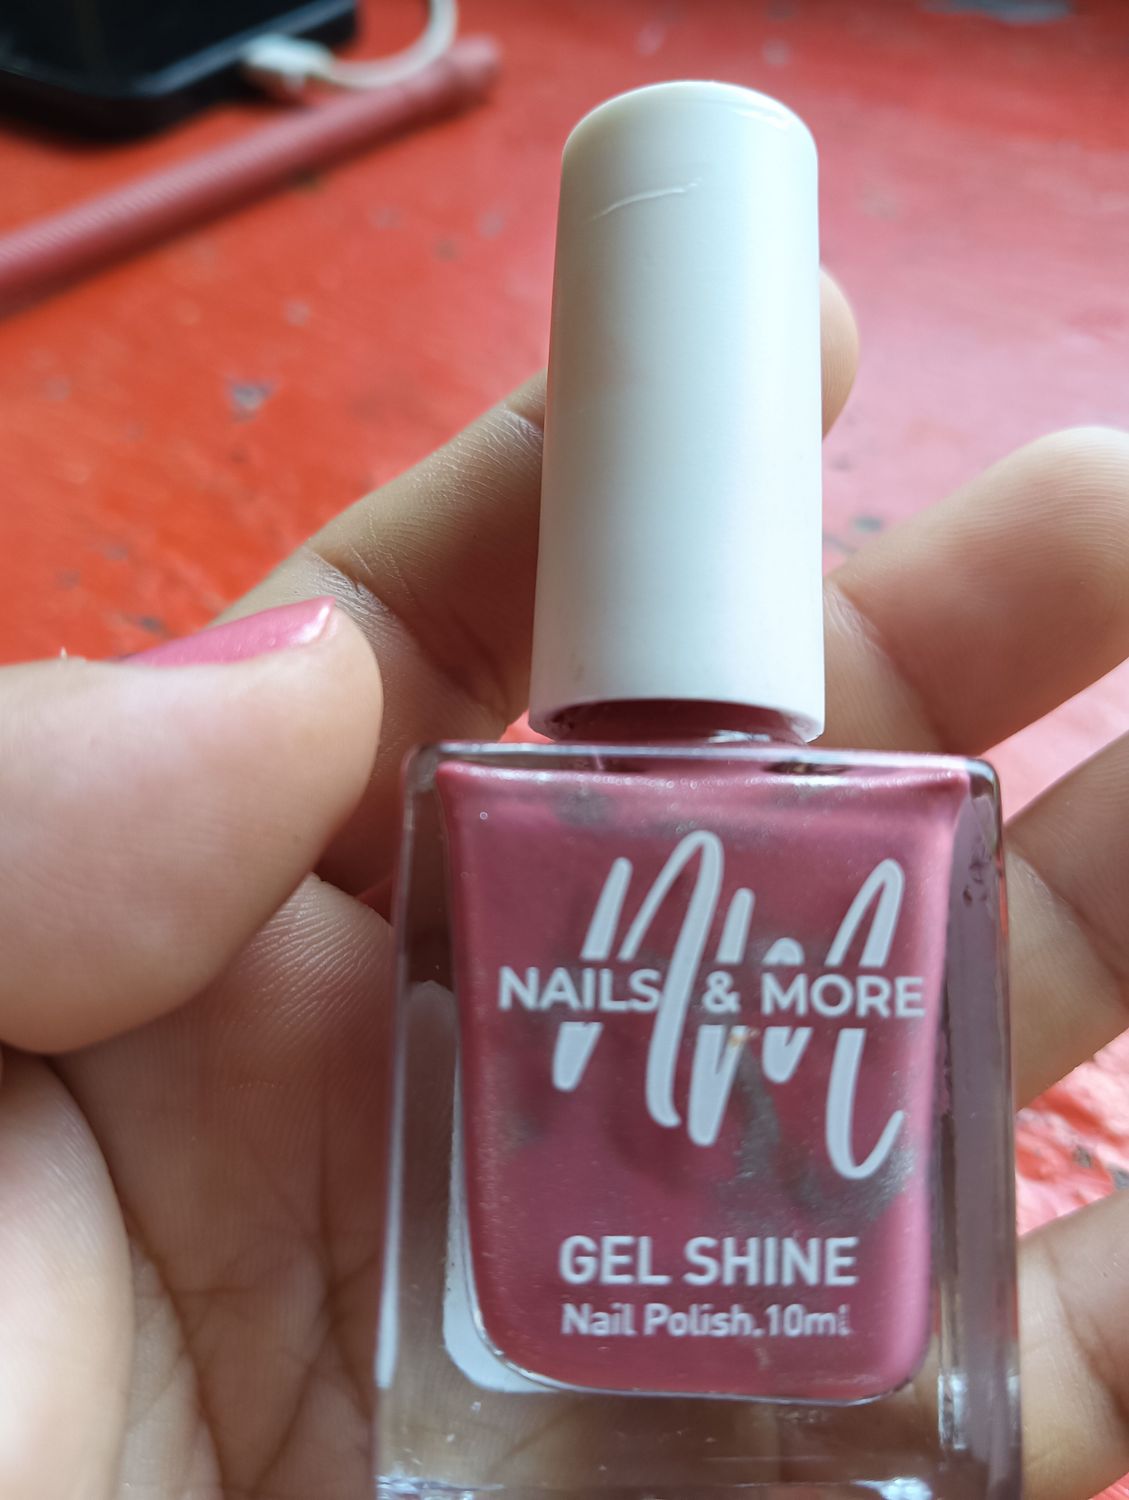 NM
NAILS & MORE
GEL SHINE
Nail Polish.10ml